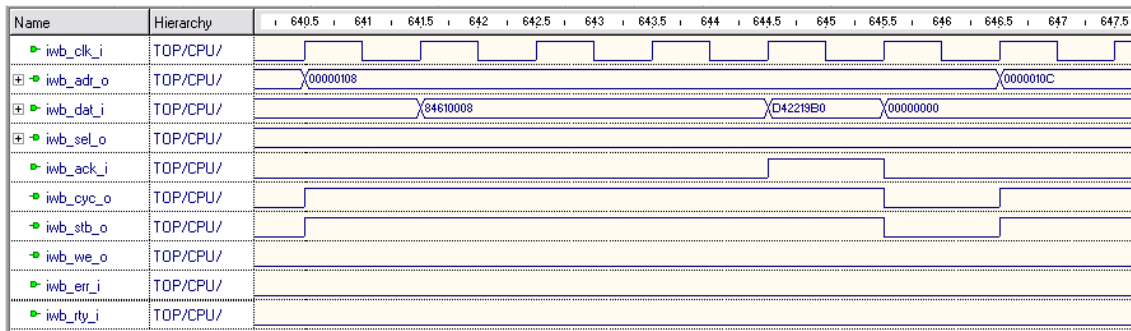 Name Hierarchy 640.5 641 641.5 642 642.5 643 643.5 644 644.5 645 645.5 646 646.5 647 647.5
iwb_clk_i TOP/CPU/
iwb_adr_o TOP/CPU/ 00000108 0000010C
iwb_dat_i TOP/CPU/ 84610008 D42219B0 00000000
iwb_sel_o TOP/CPU/
iwb_ack_i TOP/CPU/
iwb_cyc_o TOP/CPU/
iwb_stb_o TOP/CPU/
iwb_we_o TOP/CPU/
iwb_err_i TOP/CPU/
iwb_rty_i TOP/CPU/